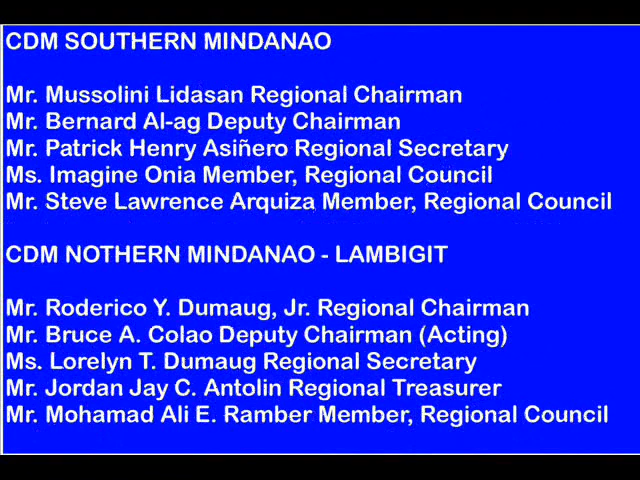 CDM SOUTHERN MINDANAO
Mr. Mussolini Lidasan Regional Chairman
Mr. Bernard Al-ag Deputy Chairman
Mr. Patrick Henry Asiñero Regional Secretary
Ms. Imagine Onia Member, Regional Council
Mr. Steve Lawrence Arquiza Member, Regional Council
CDM NOTHERN MINDANAO - LAMBIGIT
Mr. Roderico Y. Dumaug, Jr. Regional Chairman
Mr. Bruce A. Colao Deputy Chairman (Acting)
Ms. Lorelyn T. Dumaug Regional Secretary
Mr. Jordan Jay C. Antolin Regional Treasurer
Mr. Mohamad Ali E. Ramber Member, Regional Council